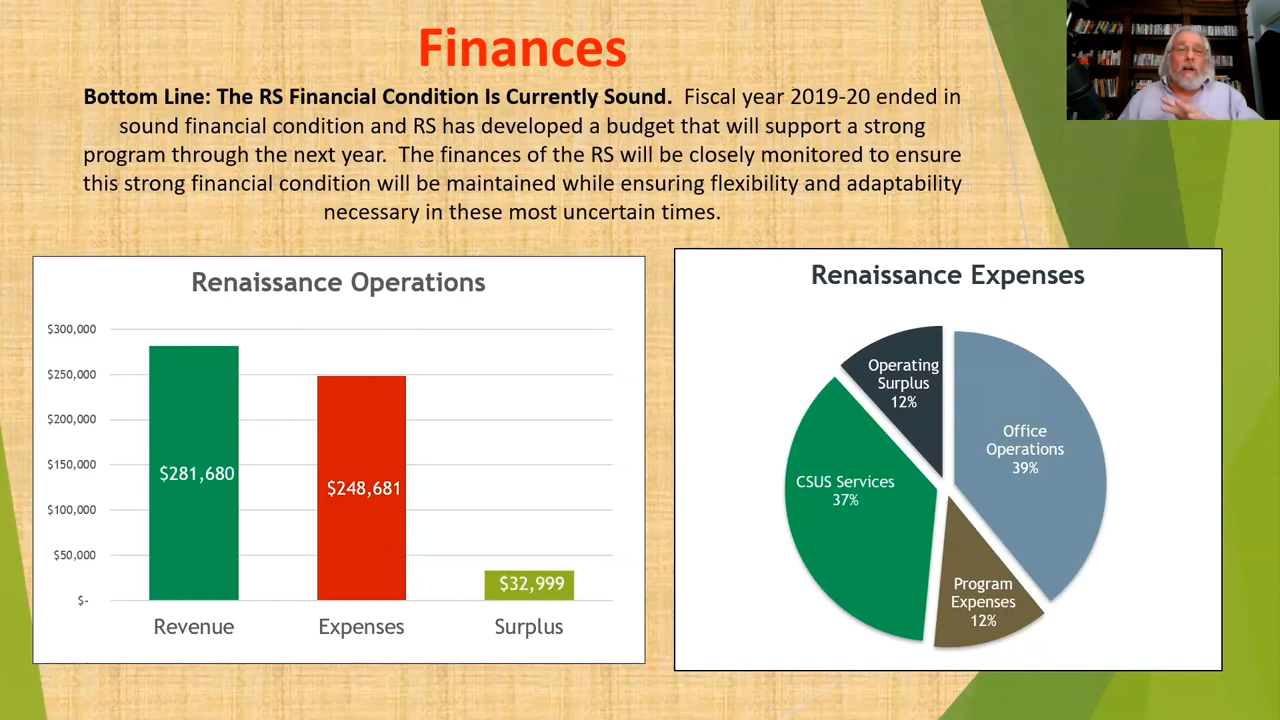 Finances
Bottom Line: The RS Financial Condition Is Currently Sound. Fiscal year 2019-20 ended in
sound financial condition and RS has developed a budget that will support a strong
program through the next year. The finances of the RS will be closely monitored to ensure
this strong financial condition will be maintained while ensuring flexibility and adaptability
necessary in these most uncertain times.
Renaissance Operations
$300,000
$250,000
$200,000
$150,000
$100,000
$50,000
$-
$281,680
$248,681
$32,999
Revenue
Expenses
Surplus
Renaissance Expenses
Operating
Surplus
12%
Office
Operations
39%
CSUS Services
37%
Program
Expenses
12%